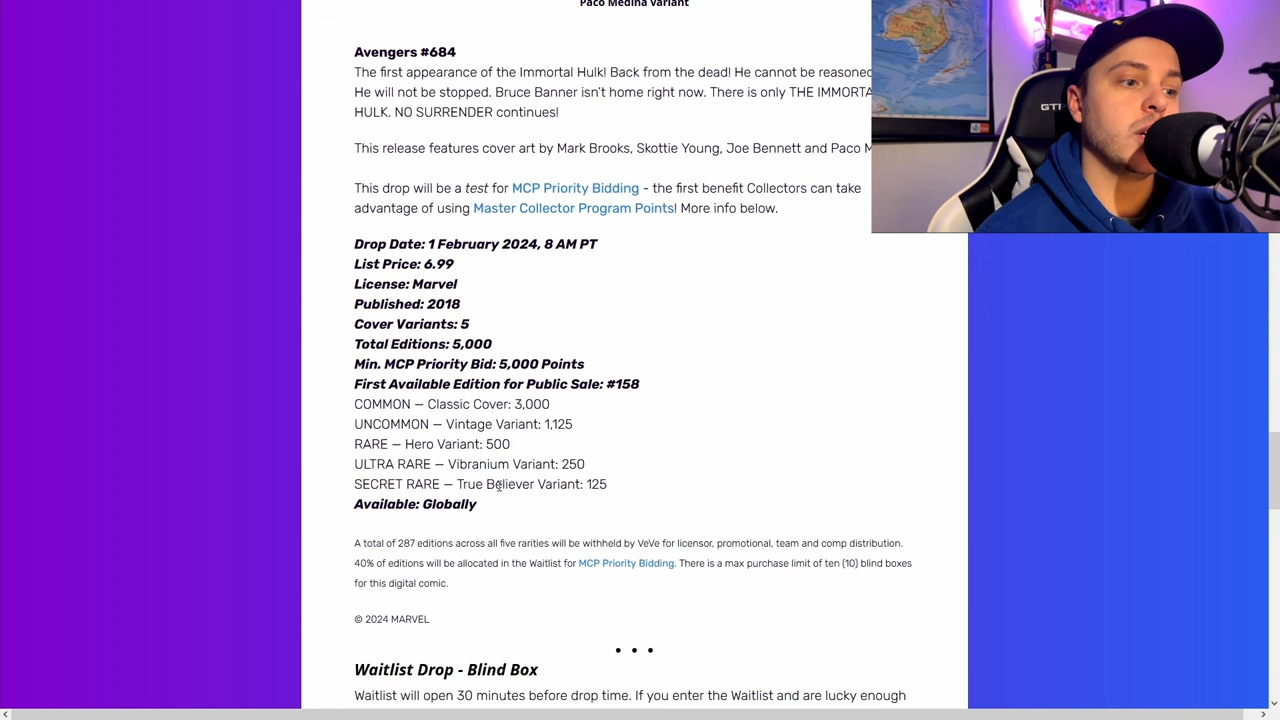 Paco Medina Variant
Avengers #684
The first appearance of the Immortal Hulk! Back from the dead! He cannot be reasoned
He will not be stopped. Bruce Banner isn't home right now. There is only THE IMMORTA
HULK. NO SURRENDER continues!
This release features cover art by Mark Brooks, Skottie Young, Joe Bennett and Paco M
This drop will be a test for MCP Priority Bidding - the first benefit Collectors can take
advantage of using Master Collector Program Points! More info below.
Drop Date: 1 February 2024, 8 AM PT
List Price: 6.99
License: Marvel
Published: 2018
Cover Variants: 5
Total Editions: 5,000
Min. MCP Priority Bid: 5,000 Points
First Available Edition for Public Sale: #158
COMMON — Classic Cover: 3,000
UNCOMMON — Vintage Variant: 1,125
RARE — Hero Variant: 500
ULTRA RARE — Vibranium Variant: 250
SECRET RARE — True Believer Variant: 125
Available: Globally
A total of 287 editions across all five rarities will be withheld by VeVe for licensor, promotional, team and comp distribution.
40% of editions will be allocated in the Waitlist for MCP Priority Bidding. There is a max purchase limit of ten (10) blind boxes
for this digital comic.
© 2024 MARVEL
Waitlist Drop - Blind Box
Waitlist will open 30 minutes before drop time. If you enter the Waitlist and are lucky enough